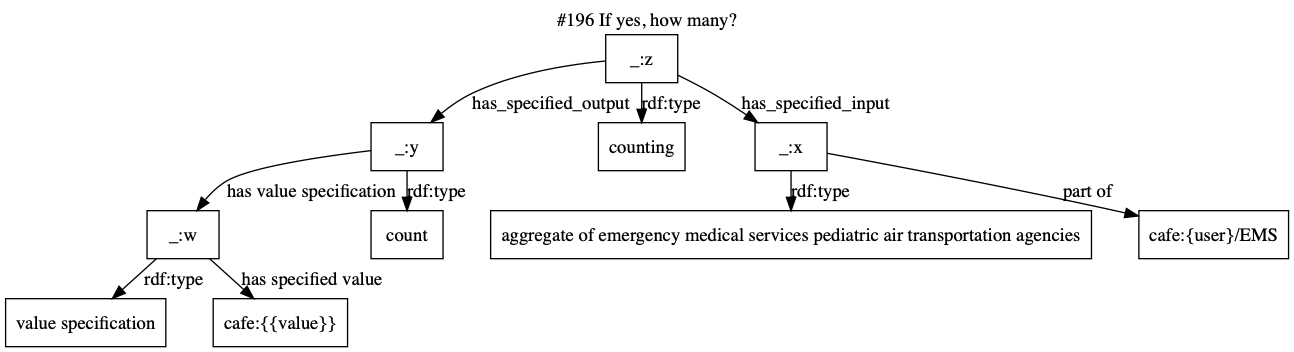 #196 If yes, how many?
_:z
has_specified_output
rdf:type
has_specified_input
_:y
counting
_:x
has value specification
rdf:type
rdf:type
part of
_:w
count
aggregate of emergency medical services pediatric air transportation agencies
cafe:{user}/EMS
rdf:type
has specified value
value specification
cafe:{{value}}